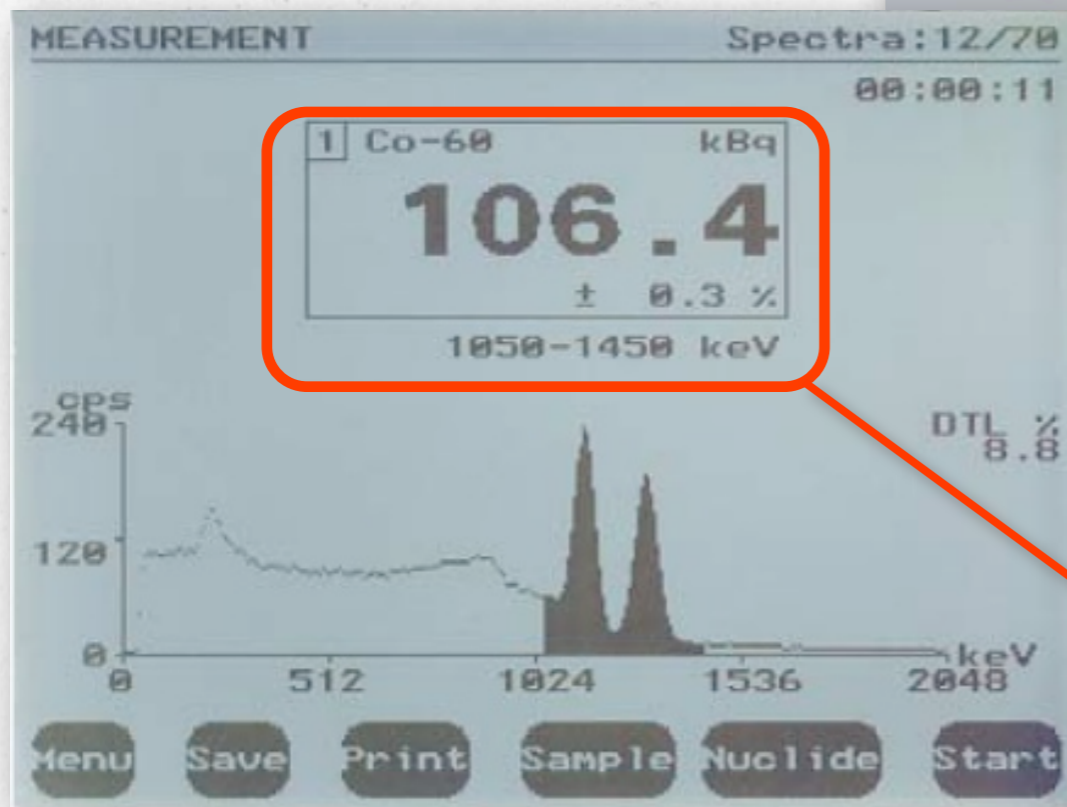 MEASUREMENT Spectra:12/70
00:00:11
1 Co-60 kBq
106.4
± 0.3 %
1050-1450 keV
cps
240
DTL %
8.8
120
0
keV
0 512 1024 1536 2048
Menu Save Print Sample Nuclide Start